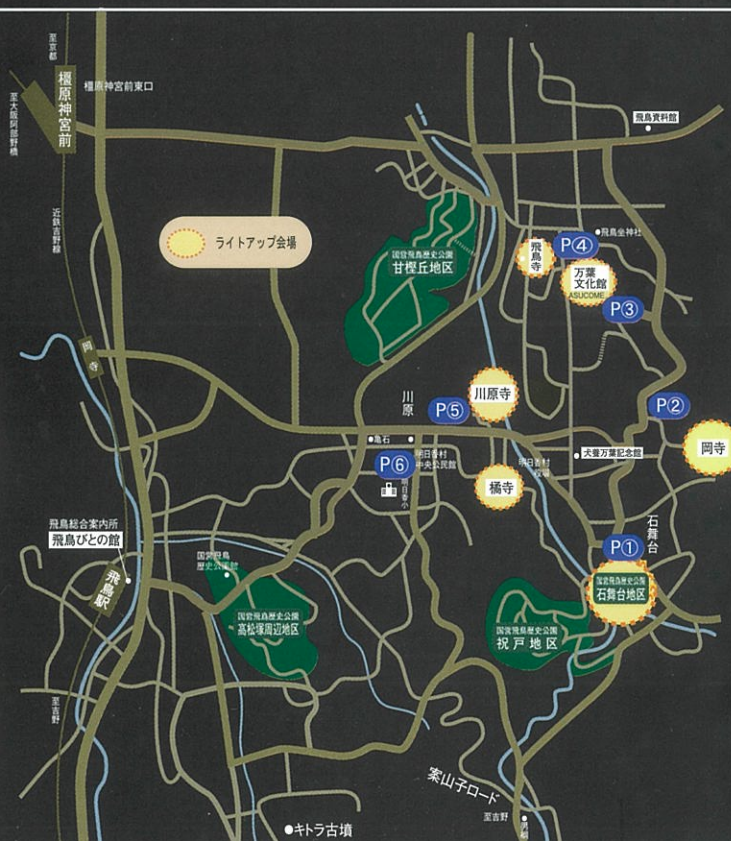 至京都
橿原神宮前
橿原神宮前東口
至大阪阿部野橋
近鉄吉野線
飛鳥資料館
ライトアップ会場
国営飛鳥歴史公園
甘樫丘地区
飛鳥寺
P④
飛鳥坐神社
万葉
文化館
ASUCOME
P③
岡寺
川原
P⑤
川原寺
P②
岡寺
亀石
明日香村
中央公民館
P⑥
明日香小
橘寺
明日香村
役場
犬養万葉記念館
石舞台
P①
国営飛鳥歴史公園
石舞台地区
飛鳥総合案内所
飛鳥びとの館
飛鳥駅
国営飛鳥
歴史公園館
国営飛鳥歴史公園
高松塚周辺地区
国営飛鳥歴史公園
祝戸地区
至吉野
案山子ロード
至吉野
キトラ古墳